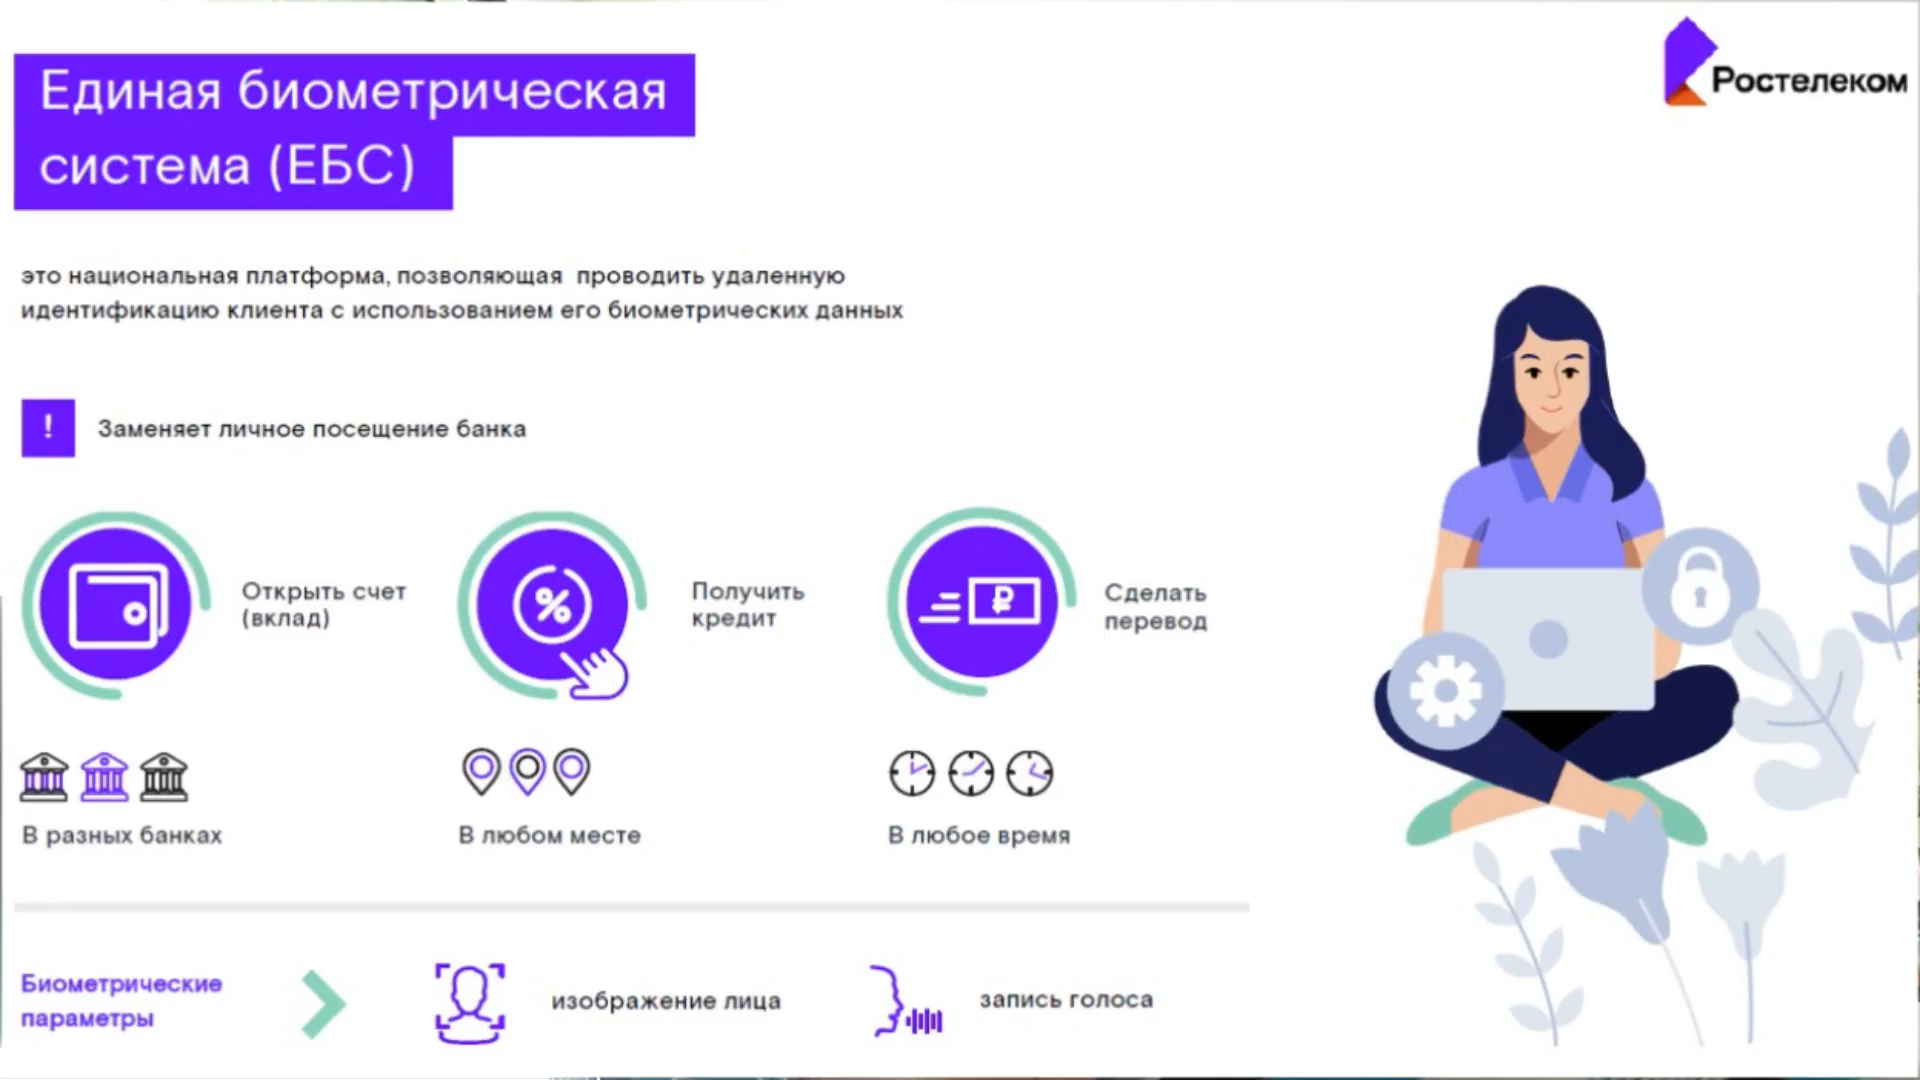 Ростелеком
Единая биометрическая
система (ЕБС)
это национальная платформа, позволяющая проводить удаленную
идентификацию клиента с использованием его биометрических данных
! Заменяет личное посещение банка
Открыть счет
(вклад)
%
Получить
кредит
₽
Сделать
перевод
В разных банках
В любом месте
В любое время
Биометрические
параметры
изображение лица
запись голоса